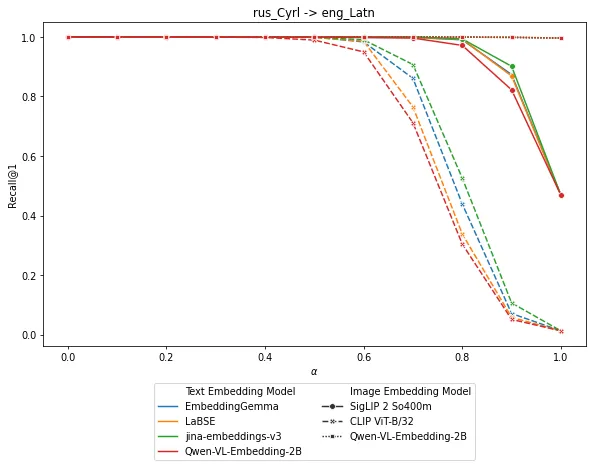 rus_Cyrl -> eng_Latn
1.0
0.8
0.6
0.4
0.2
0.0
Recall@1
0.0 0.2 0.4 0.6 0.8 1.0
α
Text Embedding Model Image Embedding Model
EmbeddingGemma SigLIP 2 So400m
LaBSE CLIP ViT-B/32
jina-embeddings-v3 Qwen-VL-Embedding-2B
Qwen-VL-Embedding-2B